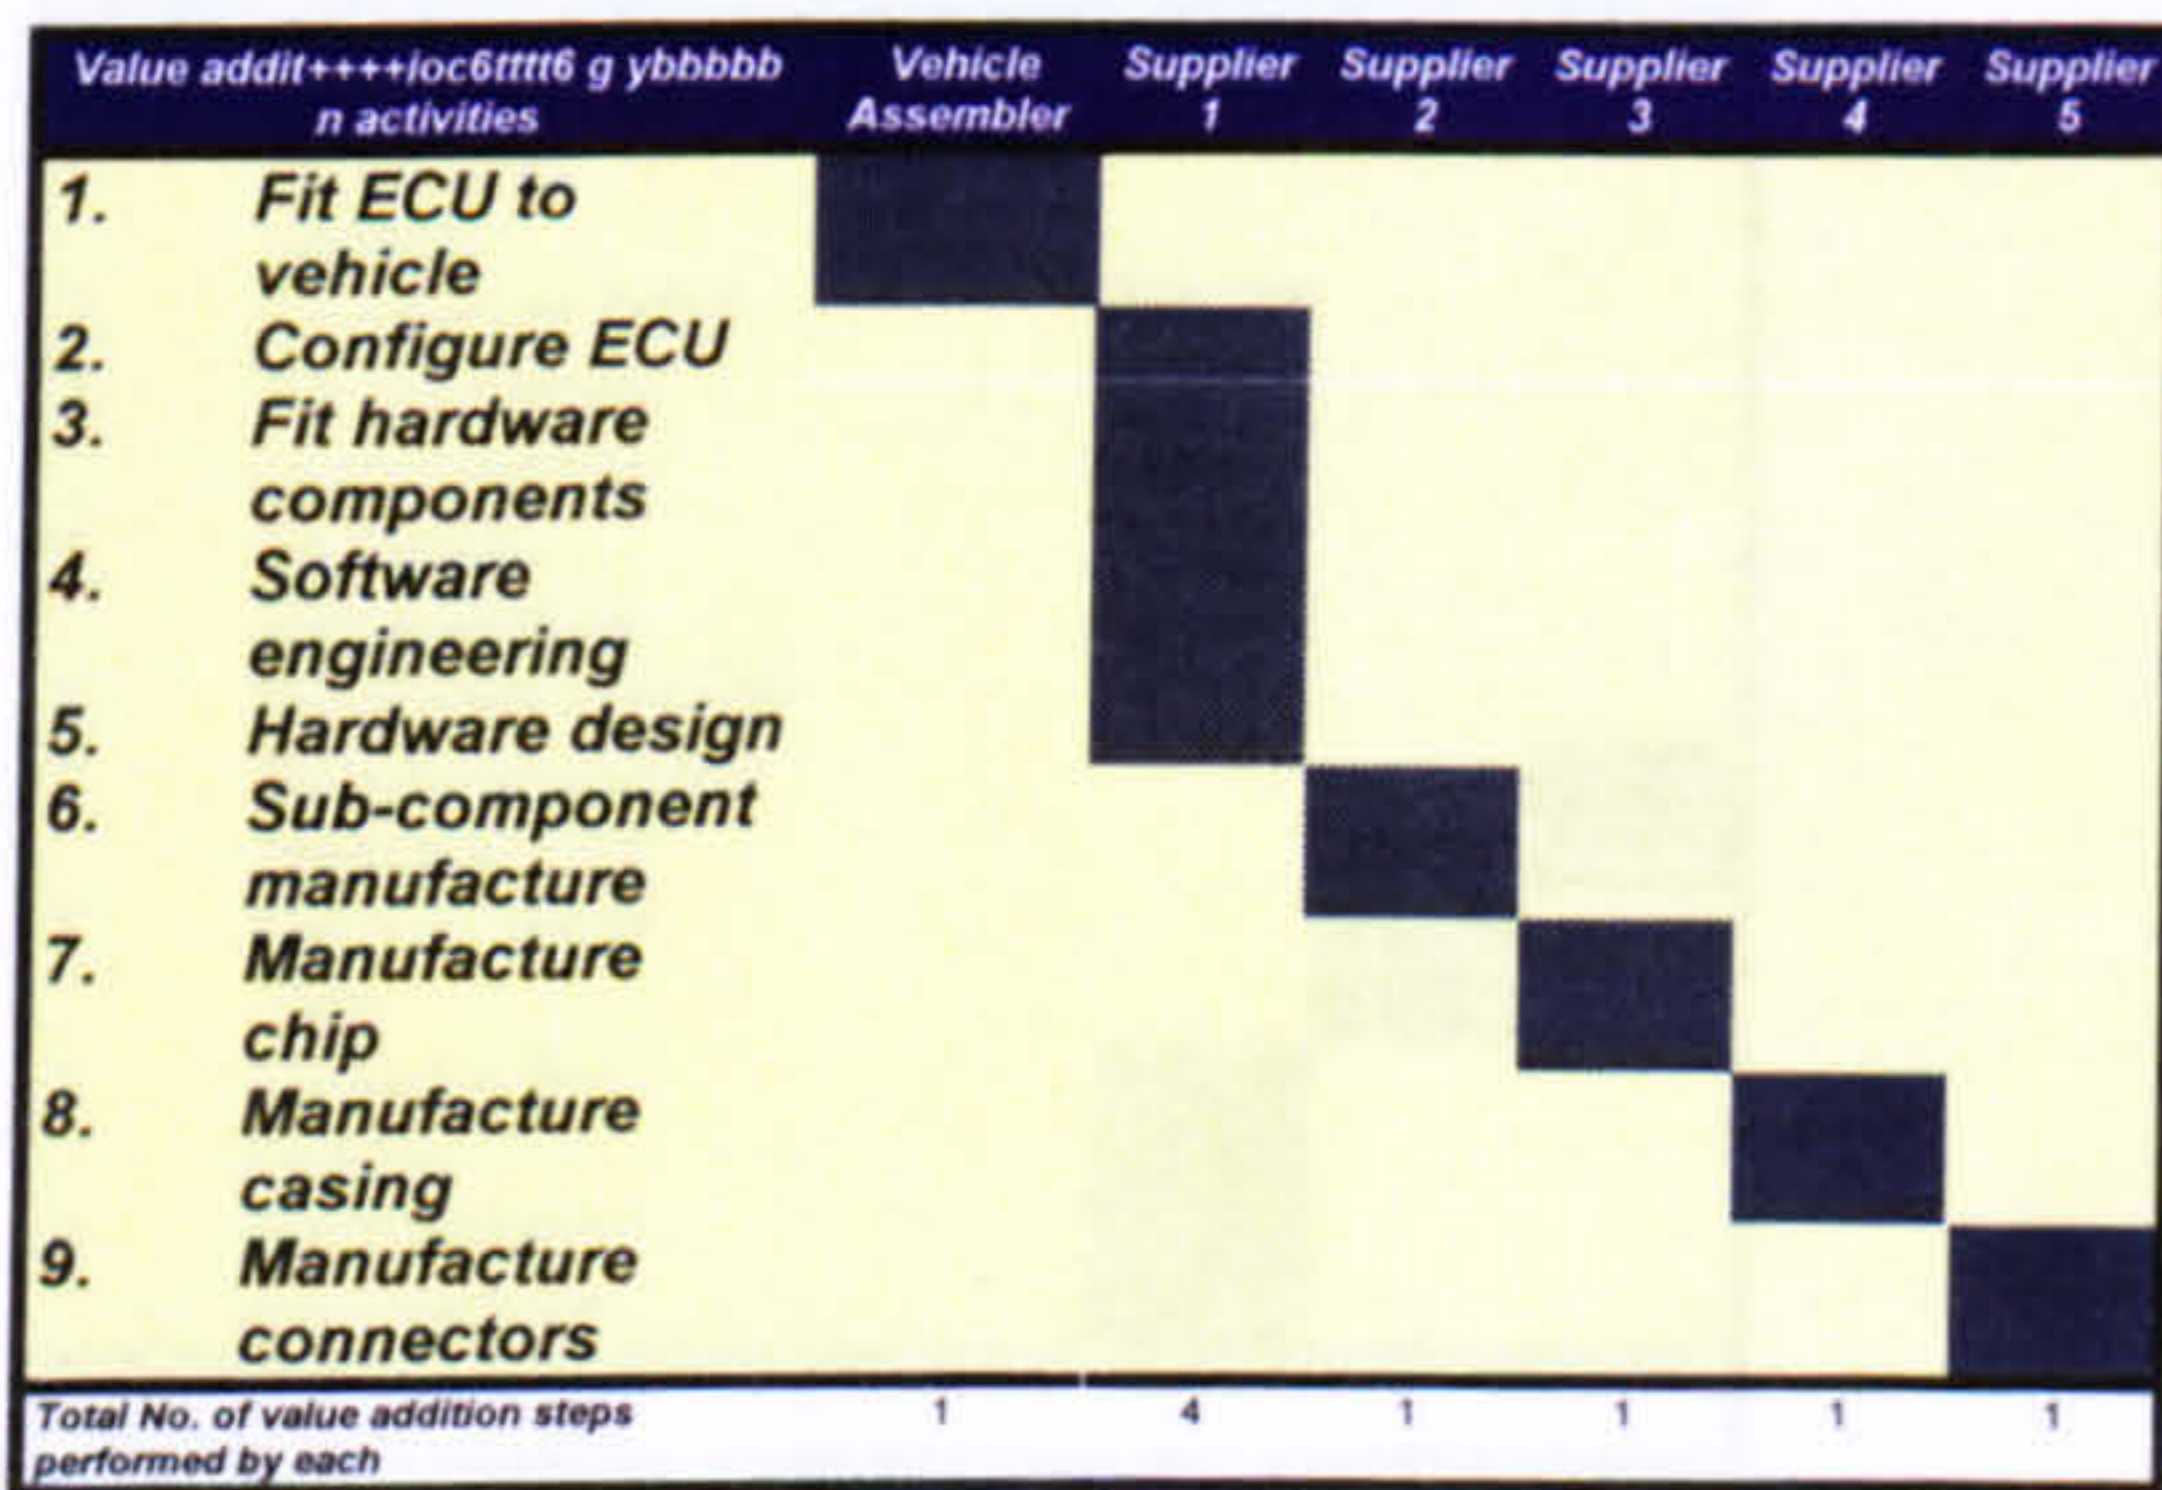 Value addit++++ioc6tttt6 g ybbbbb Vehicle Supplier Supplier Supplier Supplier Supplier
n activities Assembler 1 2 3 4 5
1. Fit ECU to
vehicle
2. Configure ECU
3. Fit hardware
components
4. Software
engineering
5. Hardware design
6. Sub-component
manufacture
7. Manufacture
chip
8. Manufacture
casing
9. Manufacture
connectors
Total No. of value addition steps 1 4 1 1 1 1
performed by each